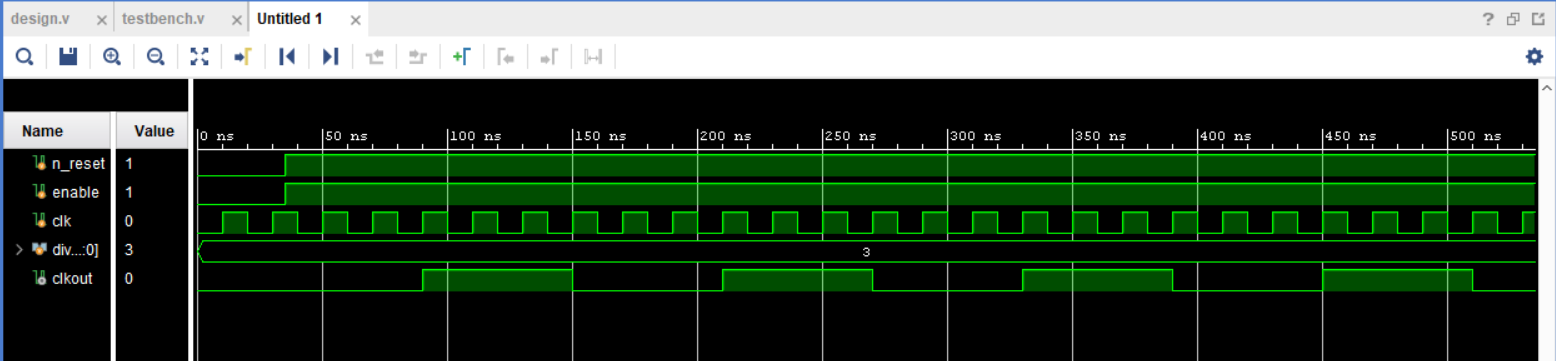 design.v × testbench.v × Untitled 1 × ?
Name Value 0 ns 50 ns 100 ns 150 ns 200 ns 250 ns 300 ns 350 ns 400 ns 450 ns 500 ns
n_reset 1
enable 1
clk 0
div...:0] 3 3
clkout 0